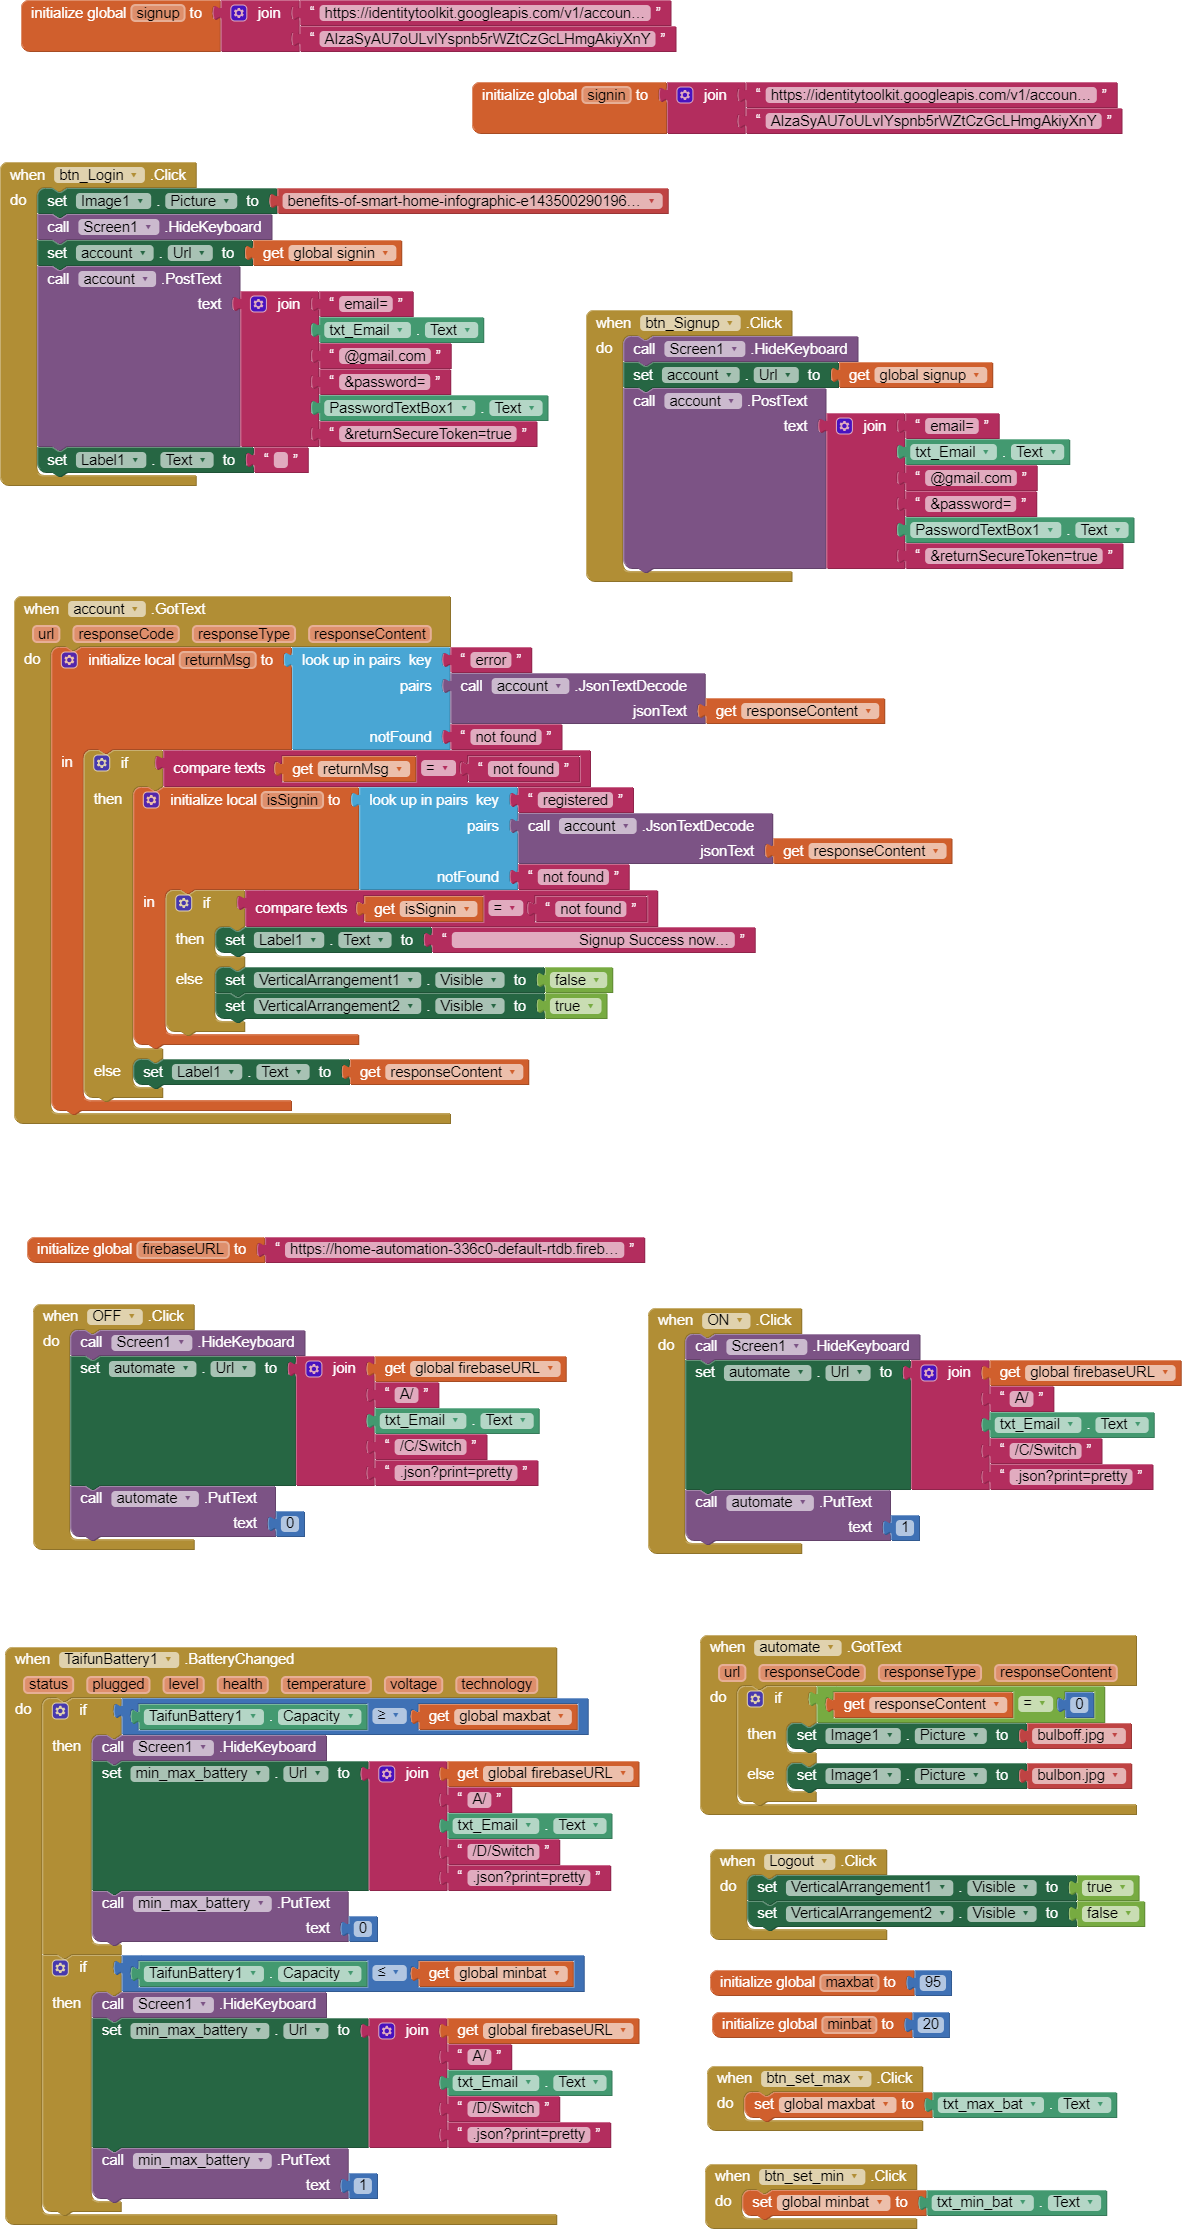 initialize global signup to join " https://identitytoolkit.googleapis.com/v1/accoun... "
" AIzaSyAU7oULvIYspnb5rWZtCzGcLHmgAkiyXnY "
initialize global signin to join " https://identitytoolkit.googleapis.com/v1/accoun... "
" AIzaSyAU7oULvIYspnb5rWZtCzGcLHmgAkiyXnY "
when btn_Login .Click
do set Image1 . Picture to benefits-of-smart-home-infographic-e143500290196...
call Screen1 .HideKeyboard
set account . Url to get global signin
call account .PostText
text join " email= "
txt_Email . Text
" @gmail.com "
" &password= "
PasswordTextBox1 . Text
" &returnSecureToken=true "
set Label1 . Text to " "
when btn_Signup .Click
do call Screen1 .HideKeyboard
set account . Url to get global signup
call account .PostText
text join " email= "
txt_Email . Text
" @gmail.com "
" &password= "
PasswordTextBox1 . Text
" &returnSecureToken=true "
when account .GotText
url responseCode responseType responseContent
do initialize local returnMsg to look up in pairs key " error "
pairs call account .JsonTextDecode
jsonText get responseContent
notFound " not found "
in if compare texts get returnMsg = " not found "
then initialize local isSignin to look up in pairs key " registered "
pairs call account .JsonTextDecode
jsonText get responseContent
notFound " not found "
in if compare texts get isSignin = " not found "
then set Label1 . Text to " Signup Success now... "
else set VerticalArrangement1 . Visible to false
set VerticalArrangement2 . Visible to true
else set Label1 . Text to get responseContent
initialize global firebaseURL to " https://home-automation-336c0-default-rtdb.fireb... "
when OFF .Click
do call Screen1 .HideKeyboard
set automate . Url to join get global firebaseURL
" A/ "
txt_Email . Text
" /C/Switch "
" .json?print=pretty "
call automate .PutText
text 0
when ON .Click
do call Screen1 .HideKeyboard
set automate . Url to join get global firebaseURL
" A/ "
txt_Email . Text
" /C/Switch "
" .json?print=pretty "
call automate .PutText
text 1
when TaifunBattery1 .BatteryChanged
status plugged level health temperature voltage technology
do if TaifunBattery1 . Capacity ≥ get global maxbat
then call Screen1 .HideKeyboard
set min_max_battery . Url to join get global firebaseURL
" A/ "
txt_Email . Text
" /D/Switch "
" .json?print=pretty "
call min_max_battery .PutText
text 0
if TaifunBattery1 . Capacity ≤ get global minbat
then call Screen1 .HideKeyboard
set min_max_battery . Url to join get global firebaseURL
" A/ "
txt_Email . Text
" /D/Switch "
" .json?print=pretty "
call min_max_battery .PutText
text 1
when automate .GotText
url responseCode responseType responseContent
do if get responseContent = 0
then set Image1 . Picture to bulboff.jpg
else set Image1 . Picture to bulbon.jpg
when Logout .Click
do set VerticalArrangement1 . Visible to true
set VerticalArrangement2 . Visible to false
initialize global maxbat to 95
initialize global minbat to 20
when btn_set_max .Click
do set global maxbat to txt_max_bat . Text
when btn_set_min .Click
do set global minbat to txt_min_bat . Text